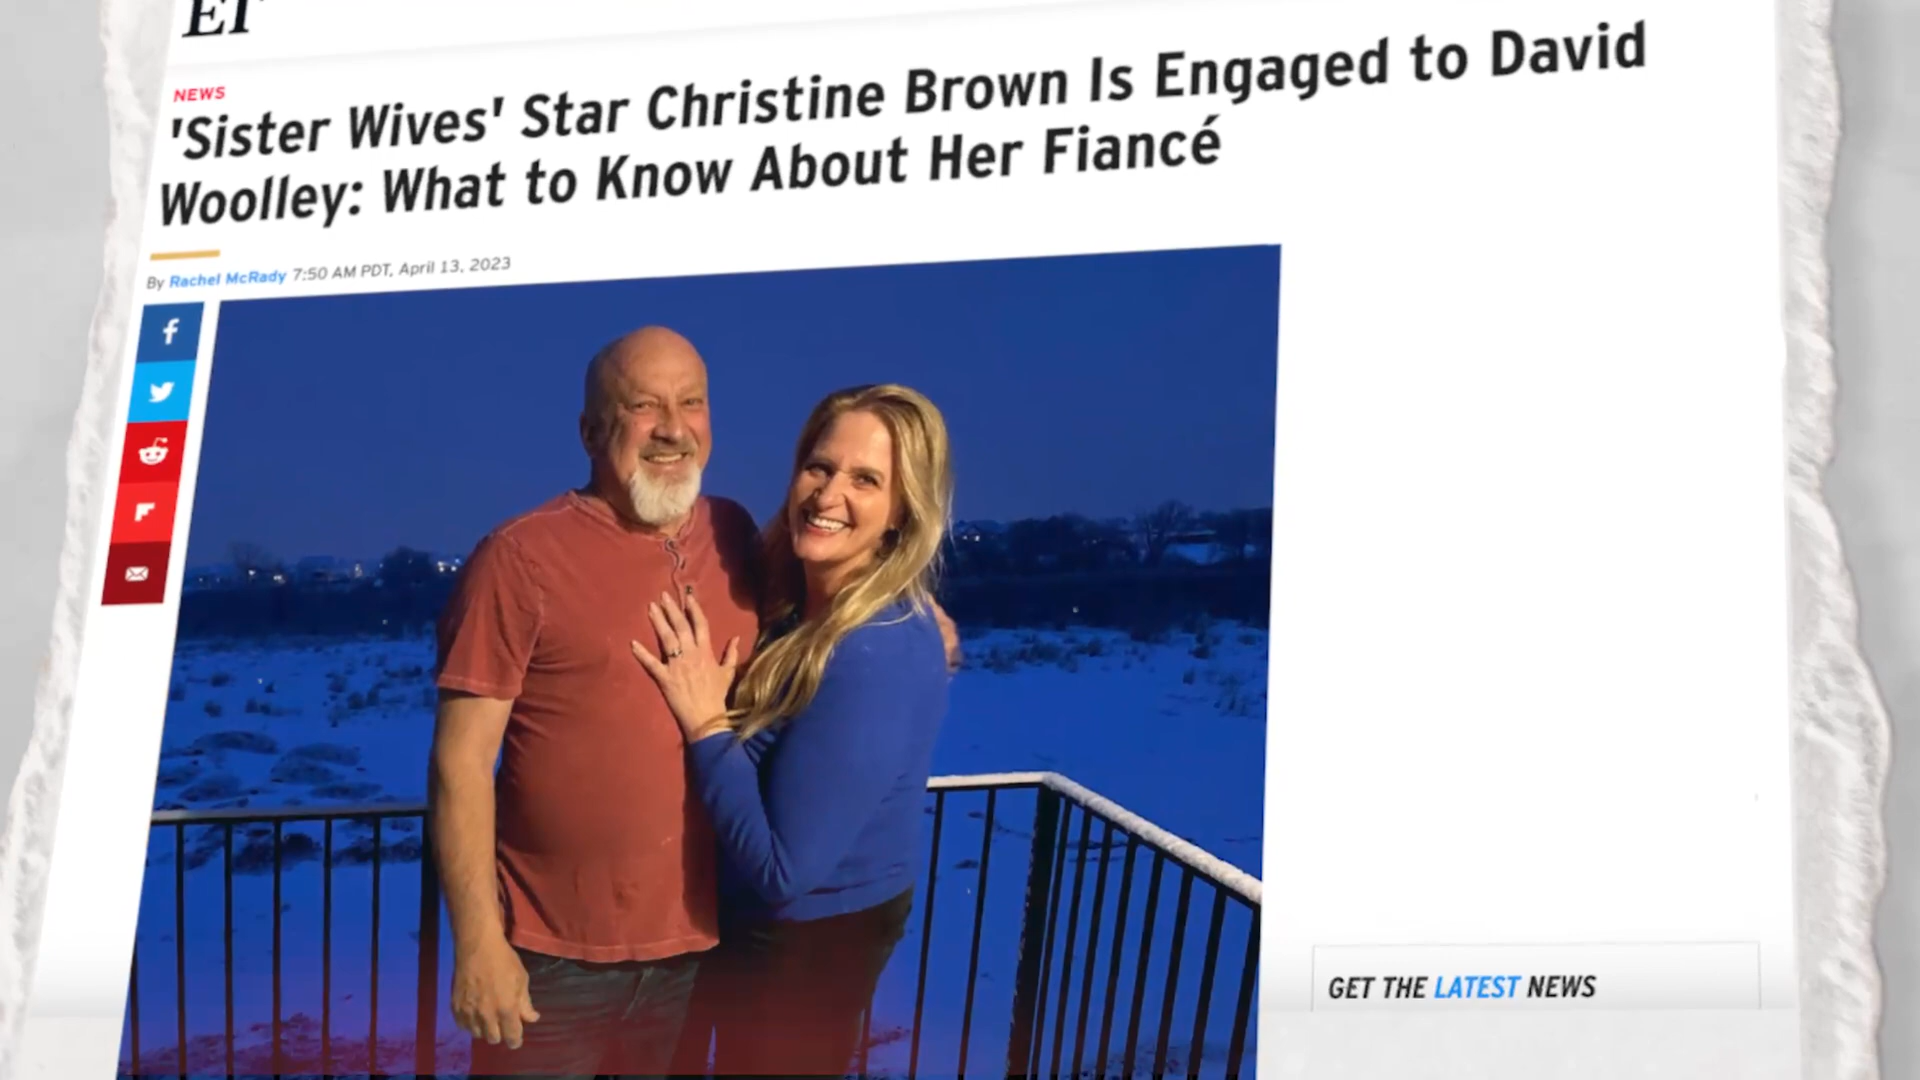 ET
NEWS
'Sister Wives' Star Christine Brown Is Engaged to David
Woolley: What to Know About Her Fiancé
By Rachel McRady 7:50 AM PDT, April 13, 2023
GET THE LATEST NEWS